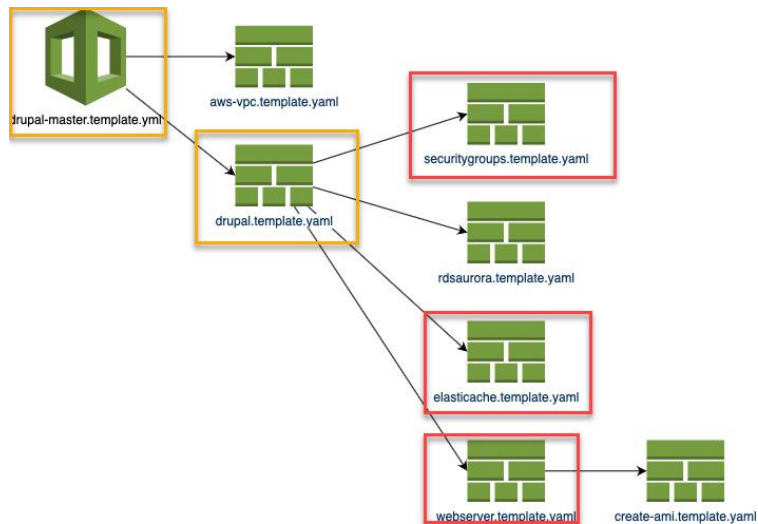 drupal-master.template.yml
aws-vpc.template.yaml
securitygroups.template.yaml
drupal.template.yaml
rdsaurora.template.yaml
elasticache.template.yaml
webserver.template.yaml
create-ami.template.yaml